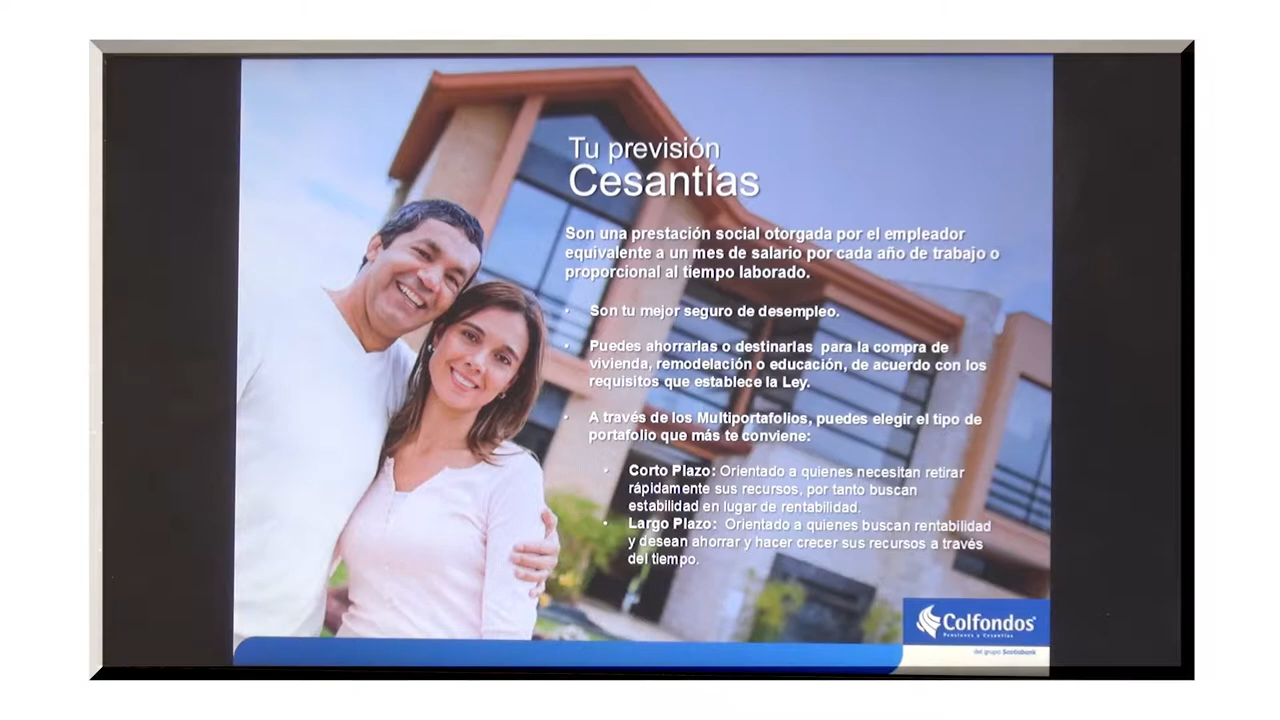 Tu previsión
Cesantías
Son una prestación social otorgada por el empleador
equivalente a un mes de salario por cada año de trabajo o
proporcional al tiempo laborado.
• Son tu mejor seguro de desempleo.
• Puedes ahorrarlas o destinarlas para la compra de
vivienda, remodelación o educación, de acuerdo con los
requisitos que establece la Ley.
• A través de los Multiportafolios, puedes elegir el tipo de
portafolio que más te conviene:
• Corto Plazo: Orientado a quienes necesitan retirar
rápidamente sus recursos, por tanto buscan
estabilidad en lugar de rentabilidad.
• Largo Plazo: Orientado a quienes buscan rentabilidad
y desean ahorrar y hacer crecer sus recursos a través
del tiempo.
Colfondos
Pensiones y Cesantías
del grupo Scotiabank